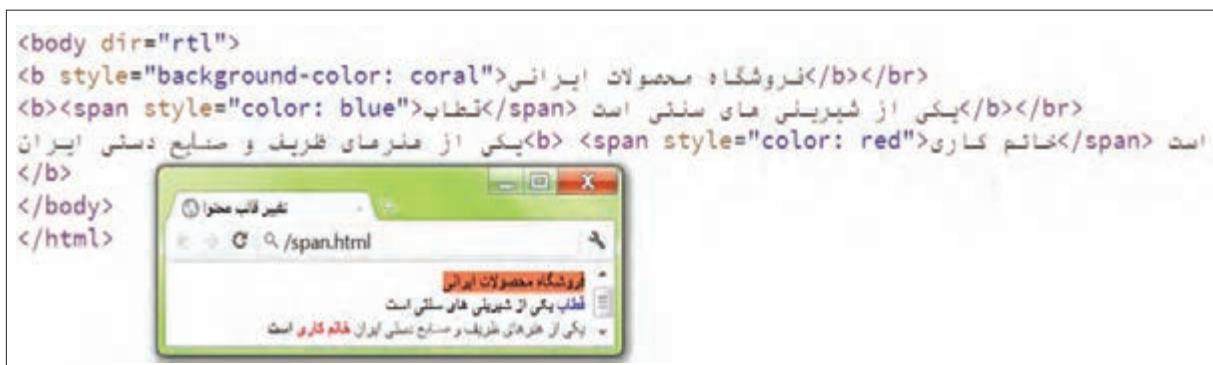 <body dir="rtl">
<b style="background-color: coral">فروشگاه محصولات ایرانی</b></br>
<b><span style="color: blue">قطاب</span> یکی از شیرینی های سنتی است</b></br>
یکی از هنرهای ظریف و صنایع دستی ایران<b> <span style="color: red">خاتم کاری</span> است
</b>
</body>
</html>
تغییر قالب محتوا
/span.html
فروشگاه محصولات ایرانی
قطاب یکی از شیرینی های سنتی است
یکی از هنرهای ظریف و صنایع دستی ایران خاتم کاری است